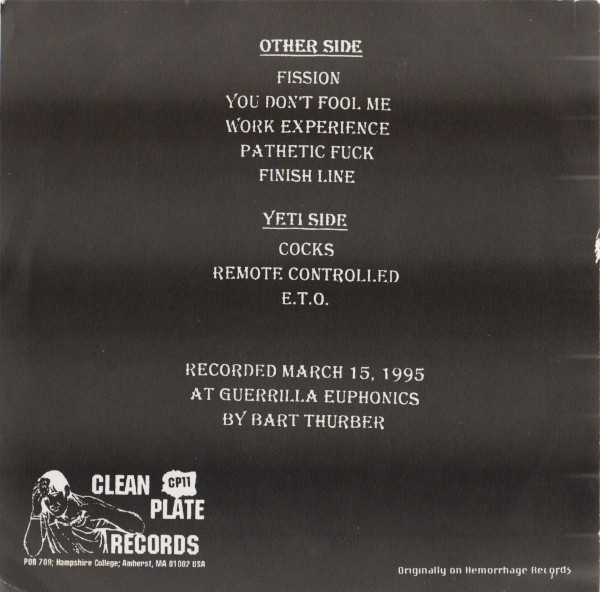 OTHER SIDE
FISSION
YOU DON'T FOOL ME
WORK EXPERIENCE
PATHETIC FUCK
FINISH LINE
YETI SIDE
COCKS
REMOTE CONTROLLED
E.T.O.
RECORDED MARCH 15, 1995
AT GUERRILLA EUPHONICS
BY BART THURBER
CLEAN CP11
PLATE
RECORDS
POB 709; Hampshire College; Amherst, MA 01002 USA
Originally on Hemorrhage Records